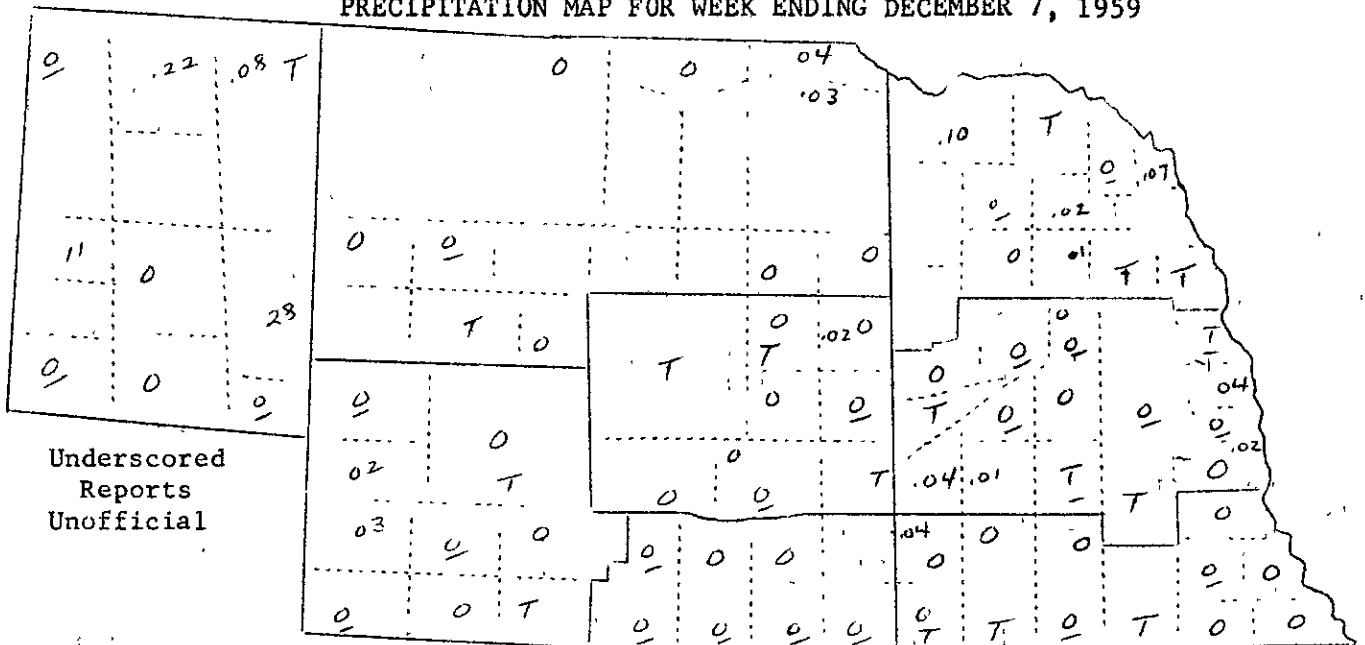 PRECIPITATION MAP FOR WEEK ENDING DECEMBER 7, 1959
0 .22 .08 T 0 0 04
.03
.10 T
0 .07
0 .02
11 0 0 0 0 0 0 .01 T T
28 T 0 0 .02 0 0
T T 0 0 0 T
T
0 0 0 0 0 0 T 0 0 0 04
0
Underscored 02 0 T 0 T .04 .01 T 0 .02
Reports 0 0 T
Unofficial 03 0 0 .04 0 0 0
0 0 0 0 0 0
0 0 T 0 0 0 0 0 T T 0 T 0 0